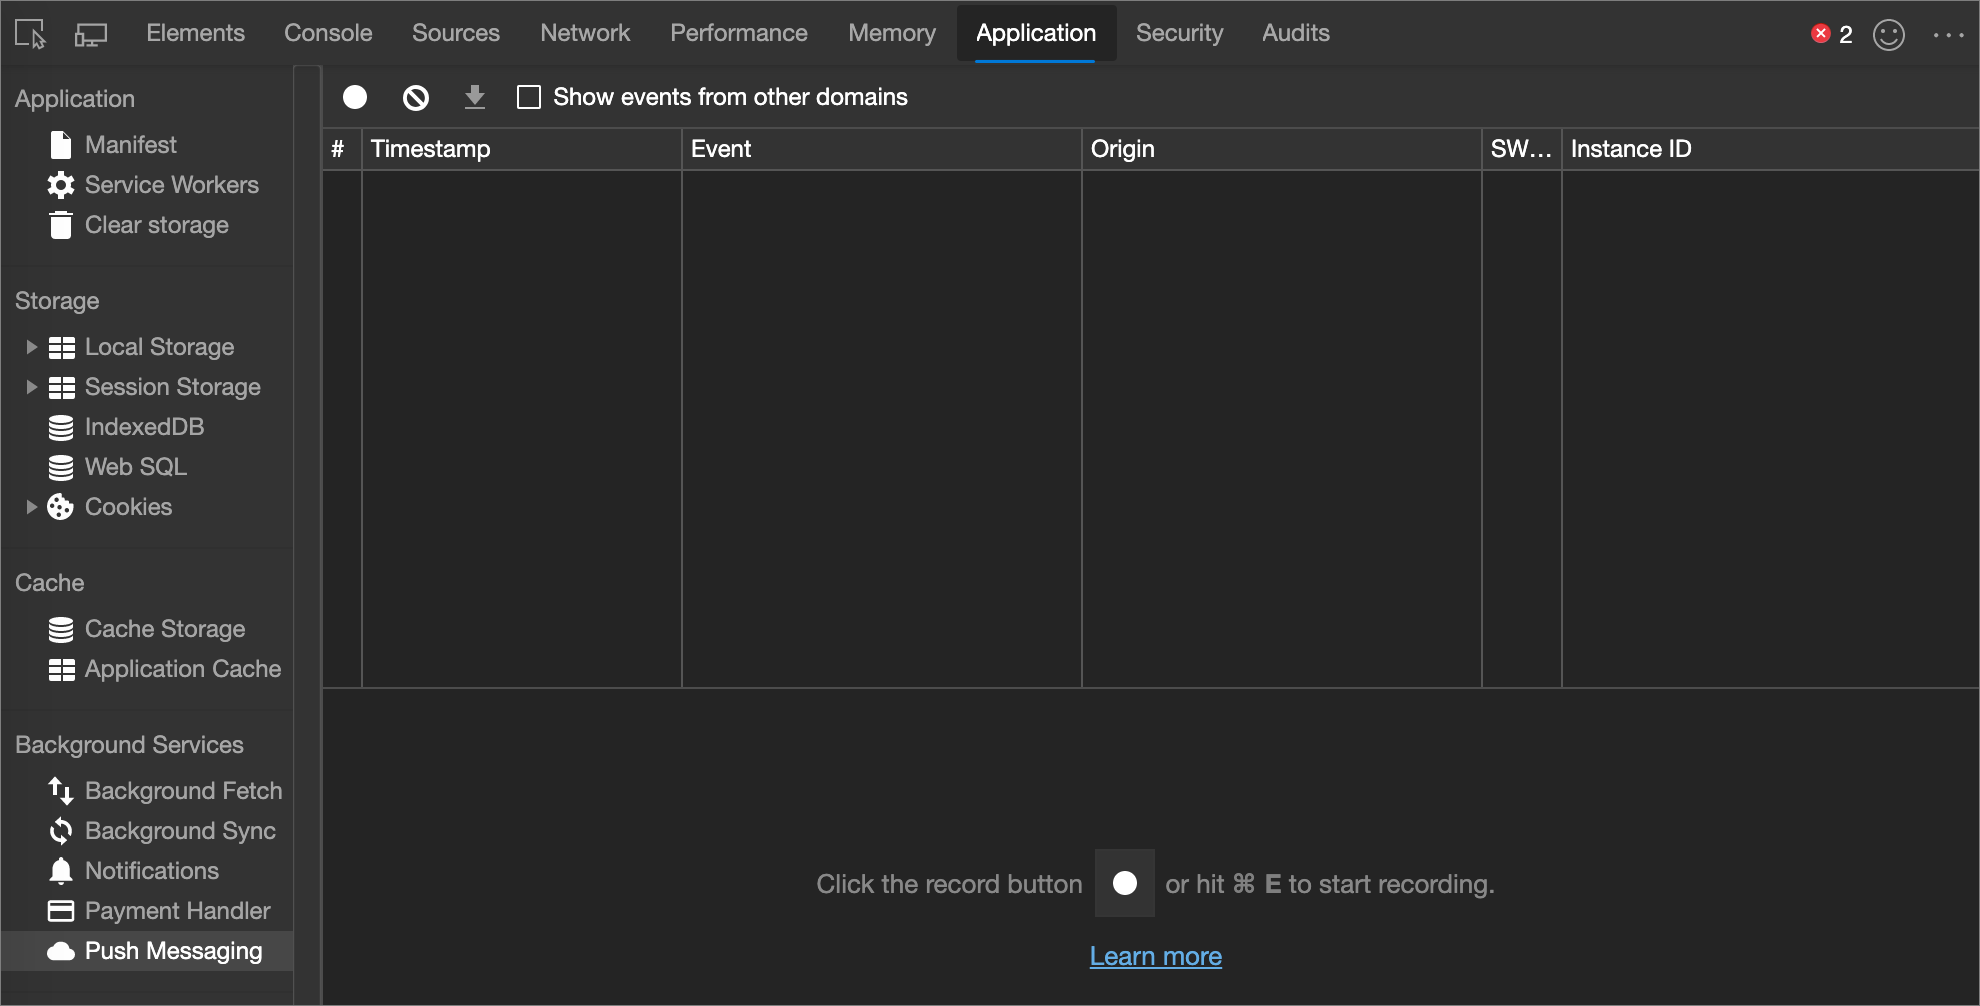 Elements Console Sources Network Performance Memory Application Security Audits 2
Application
Manifest
Service Workers
Clear storage
Storage
Local Storage
Session Storage
IndexedDB
Web SQL
Cookies
Cache
Cache Storage
Application Cache
Background Services
Background Fetch
Background Sync
Notifications
Payment Handler
Push Messaging
Show events from other domains
# Timestamp Event Origin SW... Instance ID
Click the record button or hit ⌘ E to start recording.
Learn more